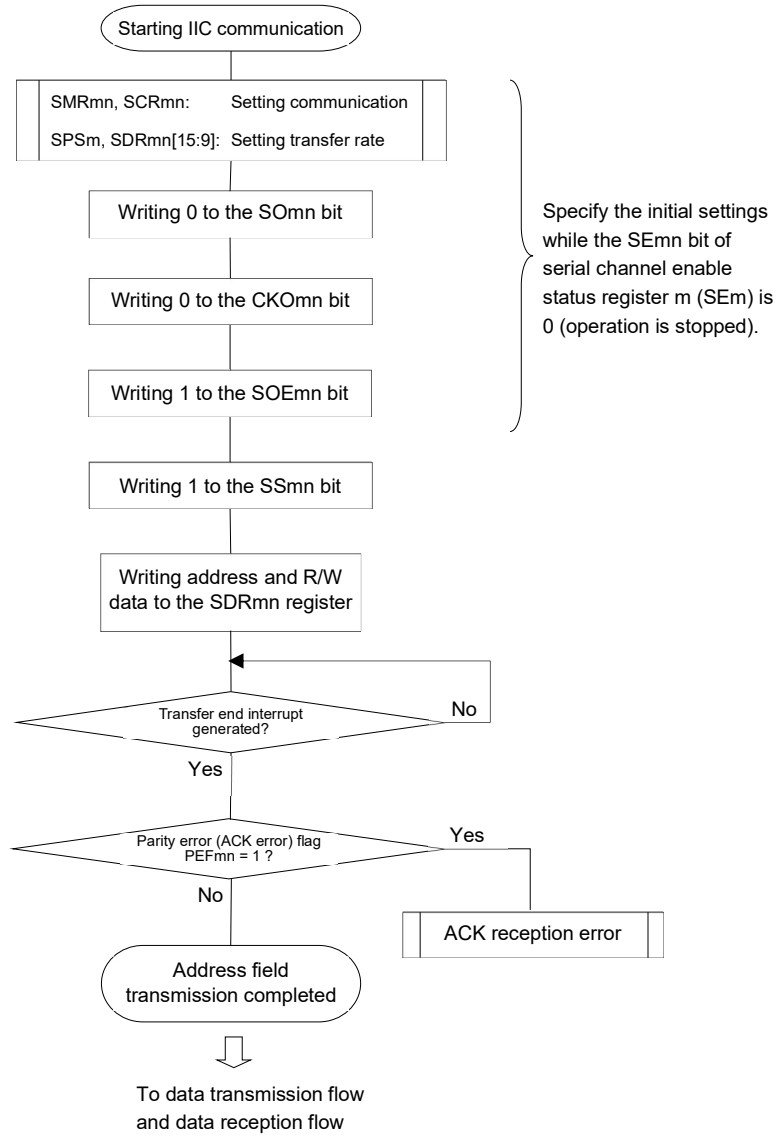 Starting IIC communication
SMRmn, SCRmn: Setting communication
SPSm, SDRmn[15:9]: Setting transfer rate
Writing 0 to the SOmn bit
Specify the initial settings
while the SEmn bit of
serial channel enable
status register m (SEm) is
0 (operation is stopped).
Writing 0 to the CKOmn bit
Writing 1 to the SOEmn bit
Writing 1 to the SSmn bit
Writing address and R/W
data to the SDRmn register
Transfer end interrupt
generated?
No
Yes
Parity error (ACK error) flag
PEFmn = 1 ?
Yes
No
ACK reception error
Address field
transmission completed
To data transmission flow
and data reception flow